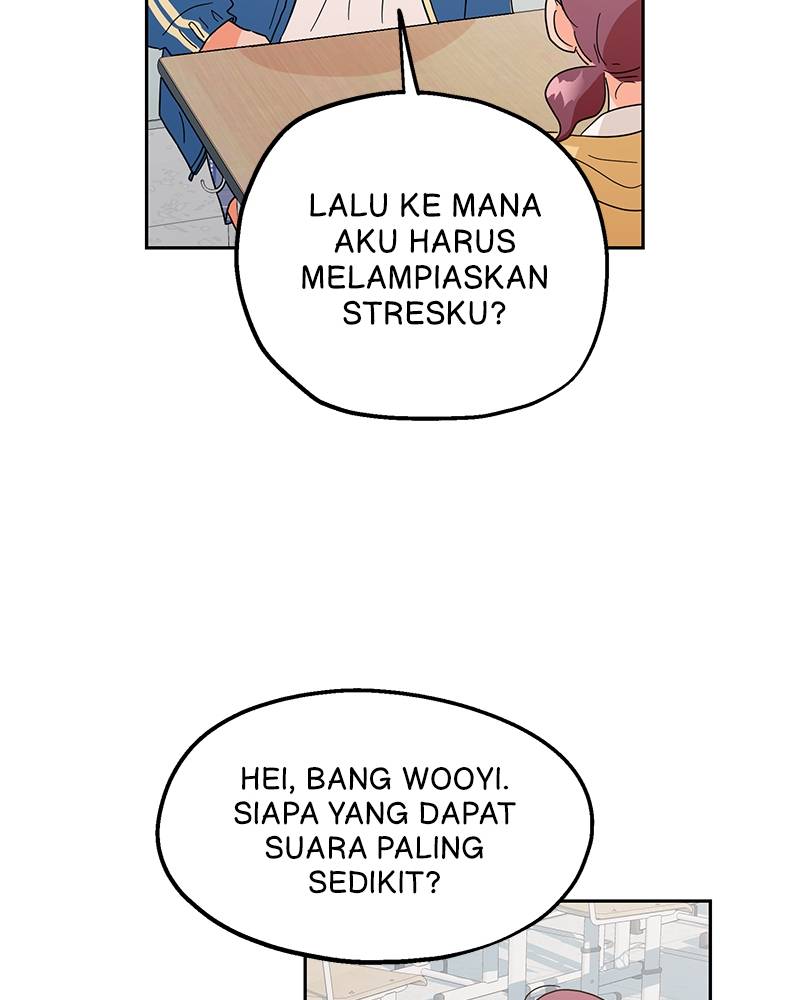 LALU KE MANA
AKU HARUS
MELAMPIASKAN
STRESKU?
HEI, BANG WOOYI.
SIAPA YANG DAPAT
SUARA PALING
SEDIKIT?